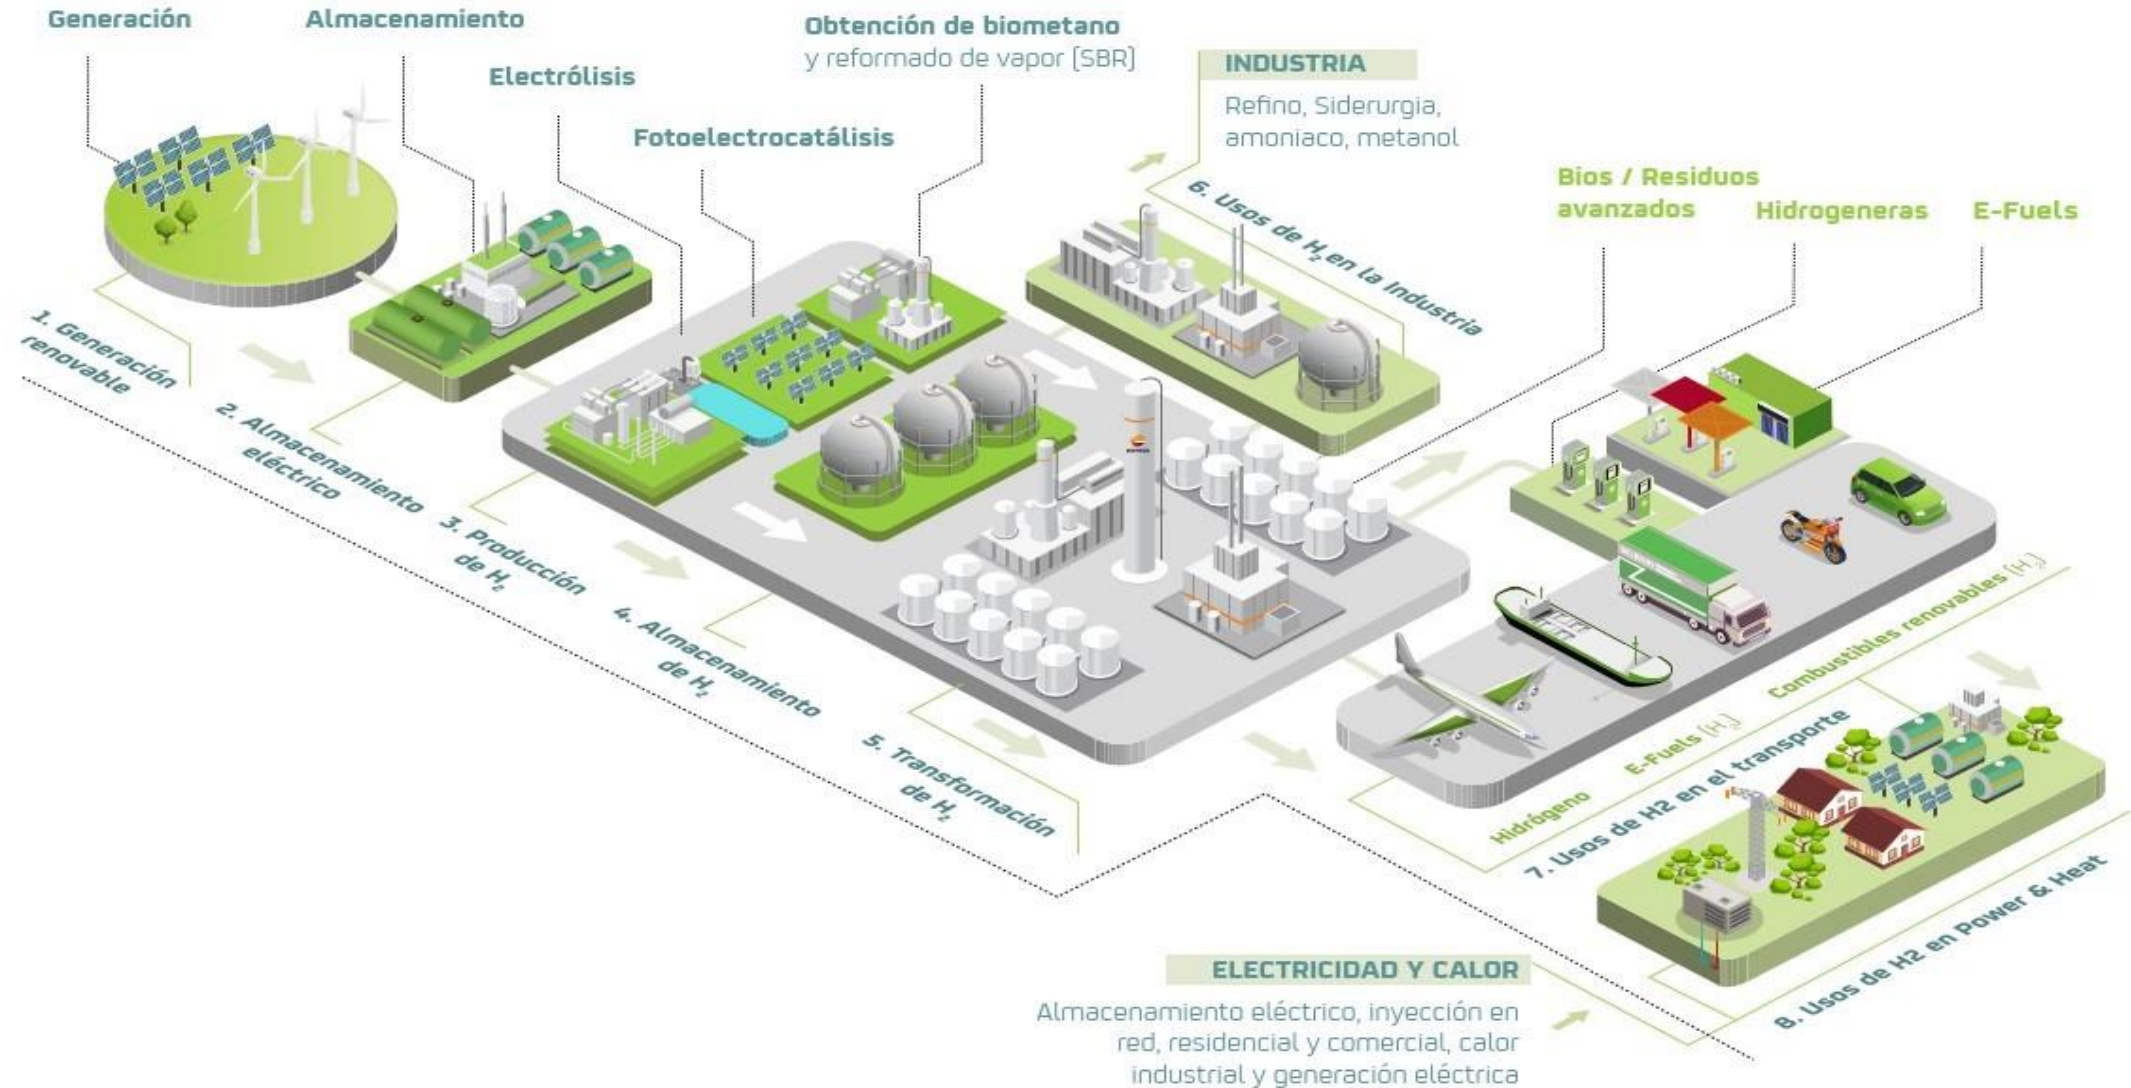 Generación
Almacenamiento
Electrólisis
Fotoelectrocatálisis
Obtención de biometano
y reformado de vapor [SBR]
INDUSTRIA
Refino, Siderurgia,
amoniaco, metanol
Bios / Residuos
avanzados
Hidrogeneras
E-Fuels
1. Generación
renovable
2. Almacenamiento
eléctrico
3. Producción
de H₂
4. Almacenamiento
de H₂
5. Transformación
de H₂
6. Usos de H₂ en la Industria
REPSOL
Hidrógeno
E-Fuels [H₂]
Combustibles renovables [H₂]
7. Usos de H2 en el transporte
8. Usos de H2 en Power & Heat
ELECTRICIDAD Y CALOR
Almacenamiento eléctrico, inyección en
red, residencial y comercial, calor
industrial y generación eléctrica